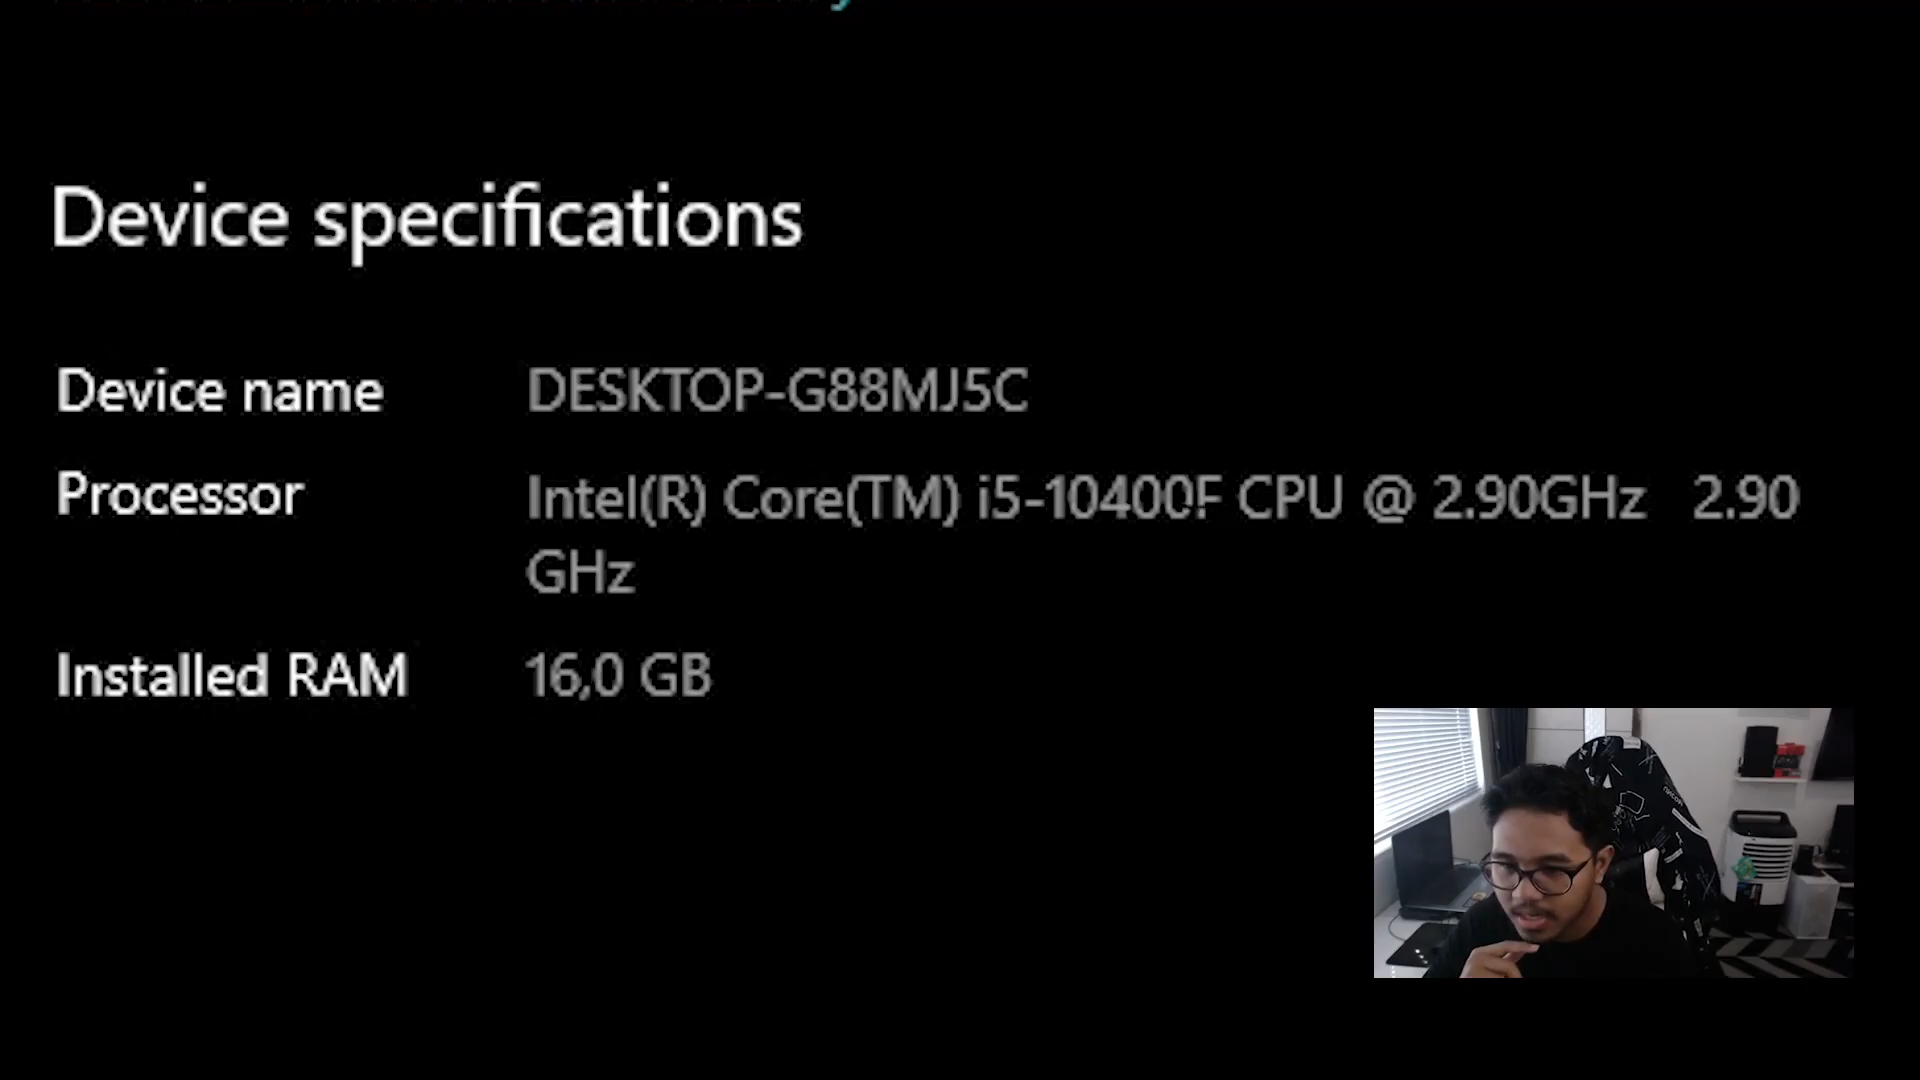 Device specifications
Device name DESKTOP-G88MJ5C
Processor Intel(R) Core(TM) i5-10400F CPU @ 2.90GHz 2.90
GHz
Installed RAM 16,0 GB